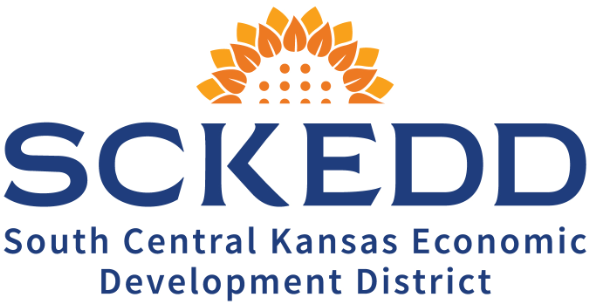 SCKEDD
South Central Kansas Economic
Development District